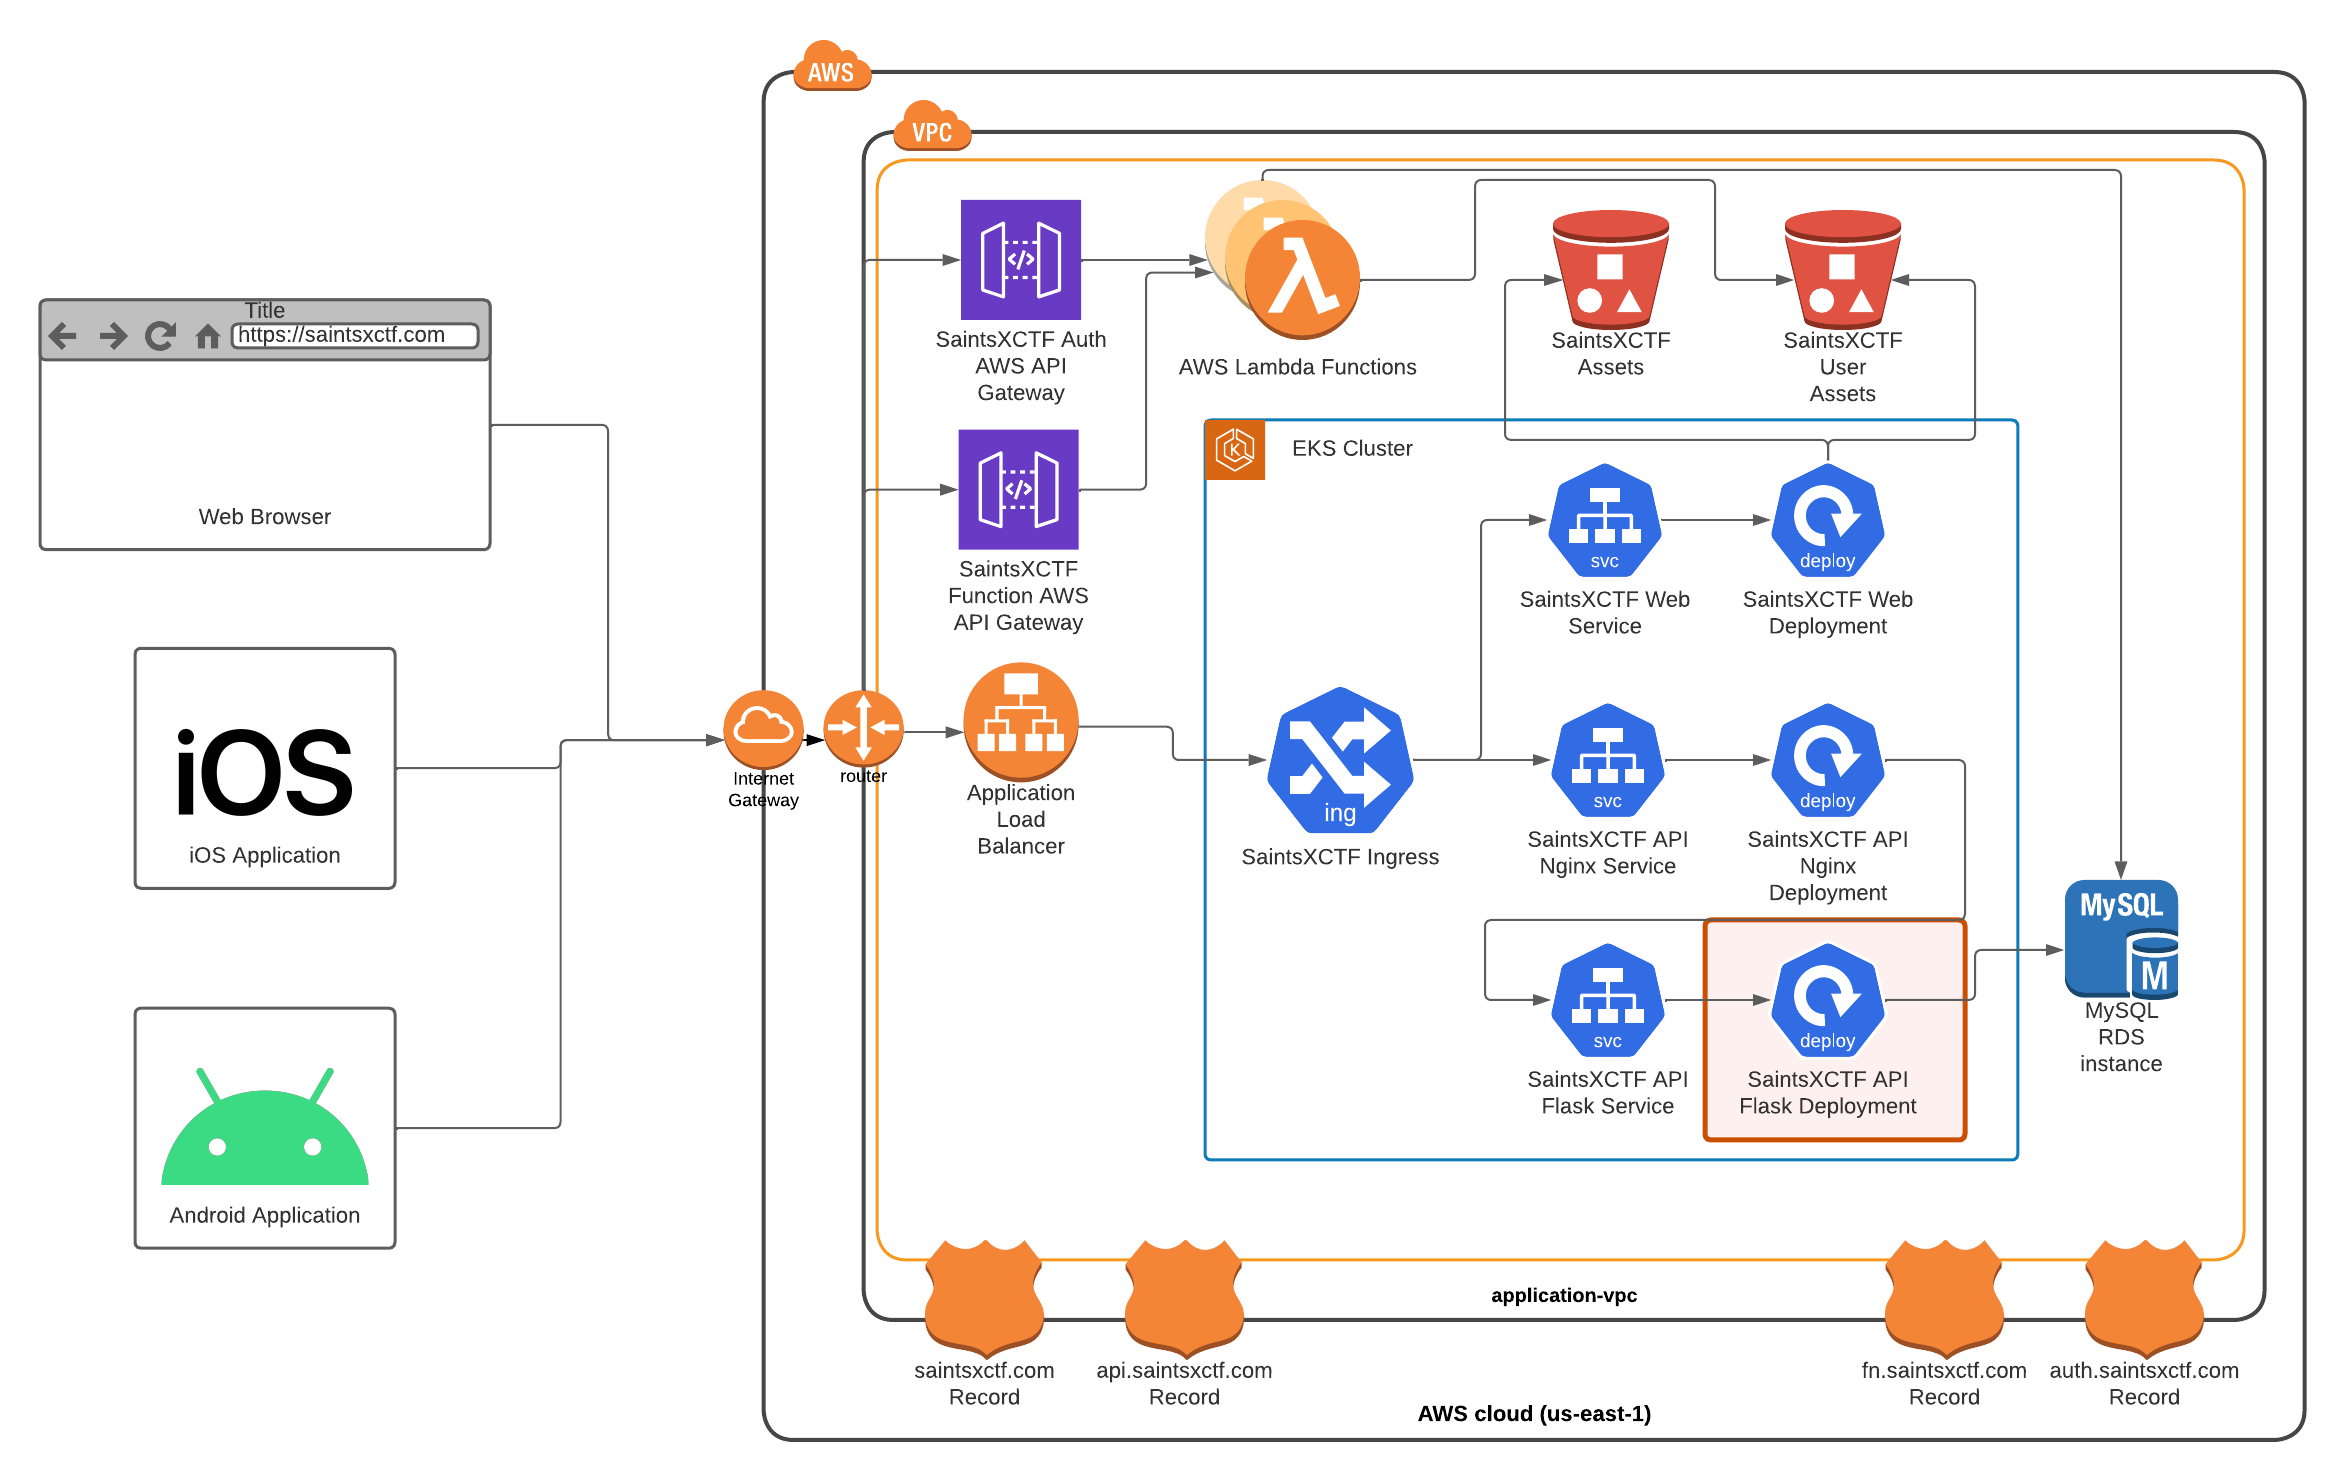 AWS
VPC
Title
https://saintsxctf.com
Web Browser
iOS
iOS Application
Android Application
Internet
Gateway
router
SaintsXCTF Auth
AWS API
Gateway
SaintsXCTF
Function AWS
API Gateway
Application
Load
Balancer
AWS Lambda Functions
SaintsXCTF
Assets
SaintsXCTF
User
Assets
K
EKS Cluster
svc
SaintsXCTF Web
Service
deploy
SaintsXCTF Web
Deployment
ing
SaintsXCTF Ingress
svc
SaintsXCTF API
Nginx Service
deploy
SaintsXCTF API
Nginx
Deployment
svc
SaintsXCTF API
Flask Service
deploy
SaintsXCTF API
Flask Deployment
MySQL
M
MySQL
RDS
instance
application-vpc
saintsxctf.com
Record
api.saintsxctf.com
Record
fn.saintsxctf.com
Record
auth.saintsxctf.com
Record
AWS cloud (us-east-1)